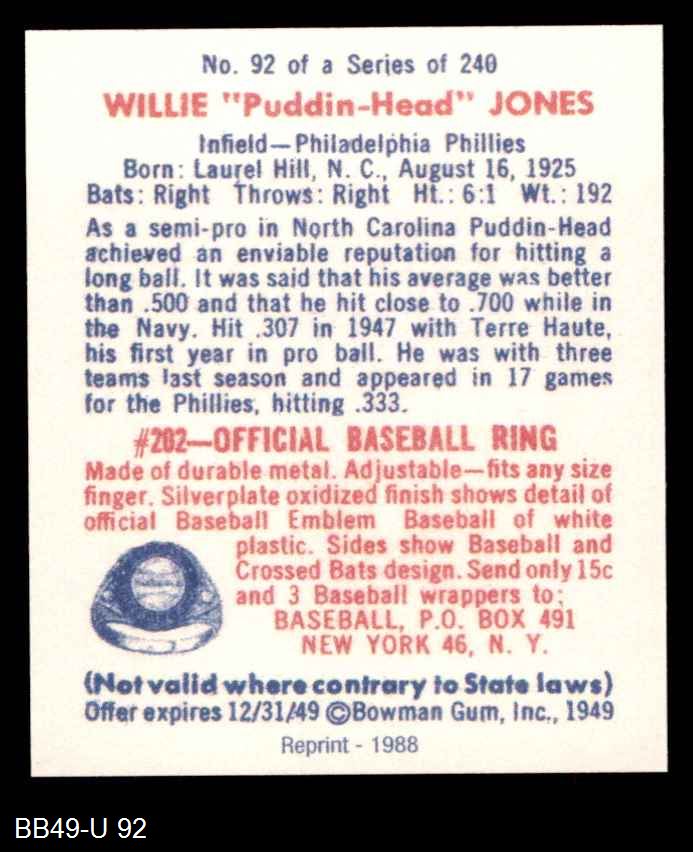 No. 92 of a Series of 240
WILLIE "Puddin-Head" JONES
Infield—Philadelphia Phillies
Born: Laurel Hill, N. C., August 16, 1925
Bats: Right Throws: Right Ht.: 6:1 Wt.: 192
As a semi-pro in North Carolina Puddin-Head
achieved an enviable reputation for hitting a
long ball. It was said that his average was better
than .500 and that he hit close to .700 while in
the Navy. Hit .307 in 1947 with Terre Haute,
his first year in pro ball. He was with three
teams last season and appeared in 17 games
for the Phillies, hitting .333.
#202—OFFICIAL BASEBALL RING
Made of durable metal. Adjustable—fits any size
finger. Silverplate oxidized finish shows detail of
official Baseball Emblem Baseball of white
plastic. Sides show Baseball and
Crossed Bats design. Send only 15c
and 3 Baseball wrappers to:
BASEBALL, P.O. BOX 491
NEW YORK 46, N. Y.
(Not valid where contrary to State laws)
Offer expires 12/31/49 ©Bowman Gum, Inc., 1949
Reprint - 1988
BB49-U 92